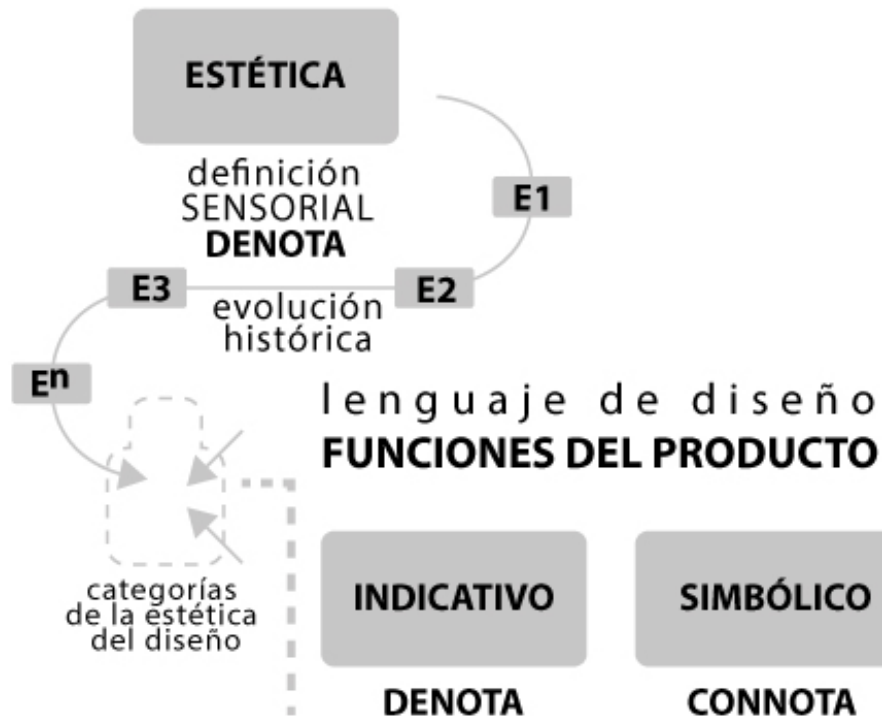 ESTÉTICA
definición
SENSORIAL
DENOTA
E1
E3
E2
evolución
histórica
En
lenguaje de diseño
FUNCIONES DEL PRODUCTO
categorías
de la estética
del diseño
INDICATIVO
SIMBÓLICO
DENOTA
CONNOTA